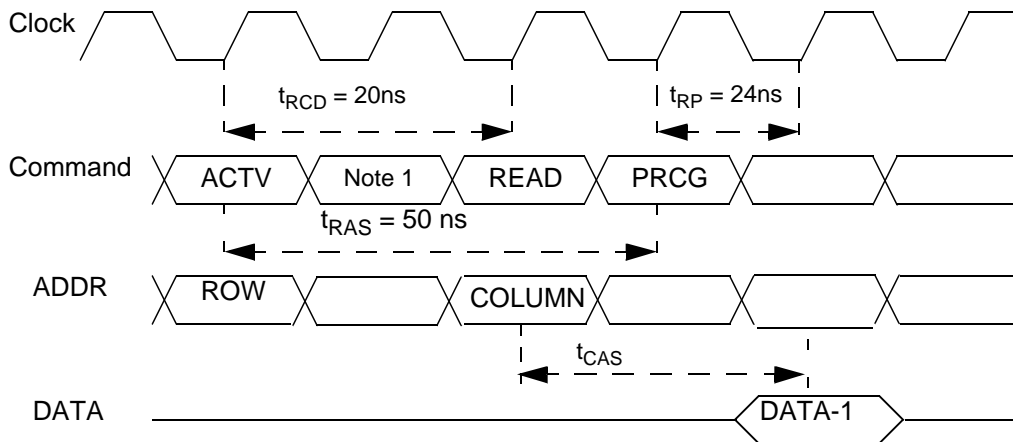 Clock
tRCD = 20ns
tRP = 24ns
Command
ACTV
Note 1
READ
PRCG
tRAS = 50 ns
ADDR
ROW
COLUMN
tCAS
DATA
DATA-1